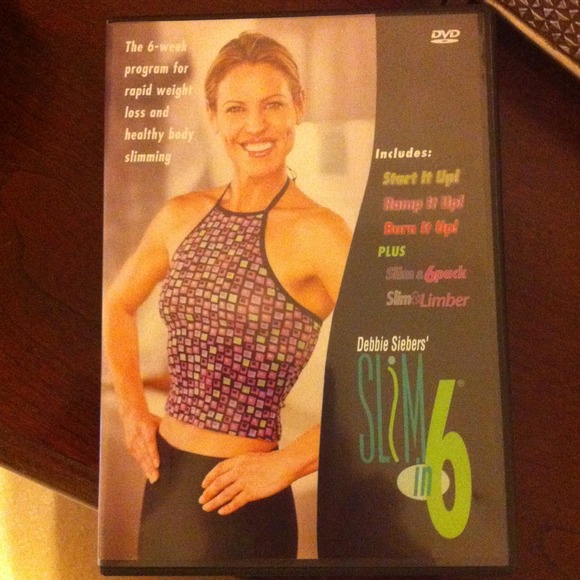 The 6-week
program for
rapid weight
loss and
healthy body
slimming
DVD
Includes:
Start It Up!
Ramp It Up!
Burn It Up!
PLUS
Slim & 6pack
Slim & Limber
Debbie Siebers'
SLiM
in
6®